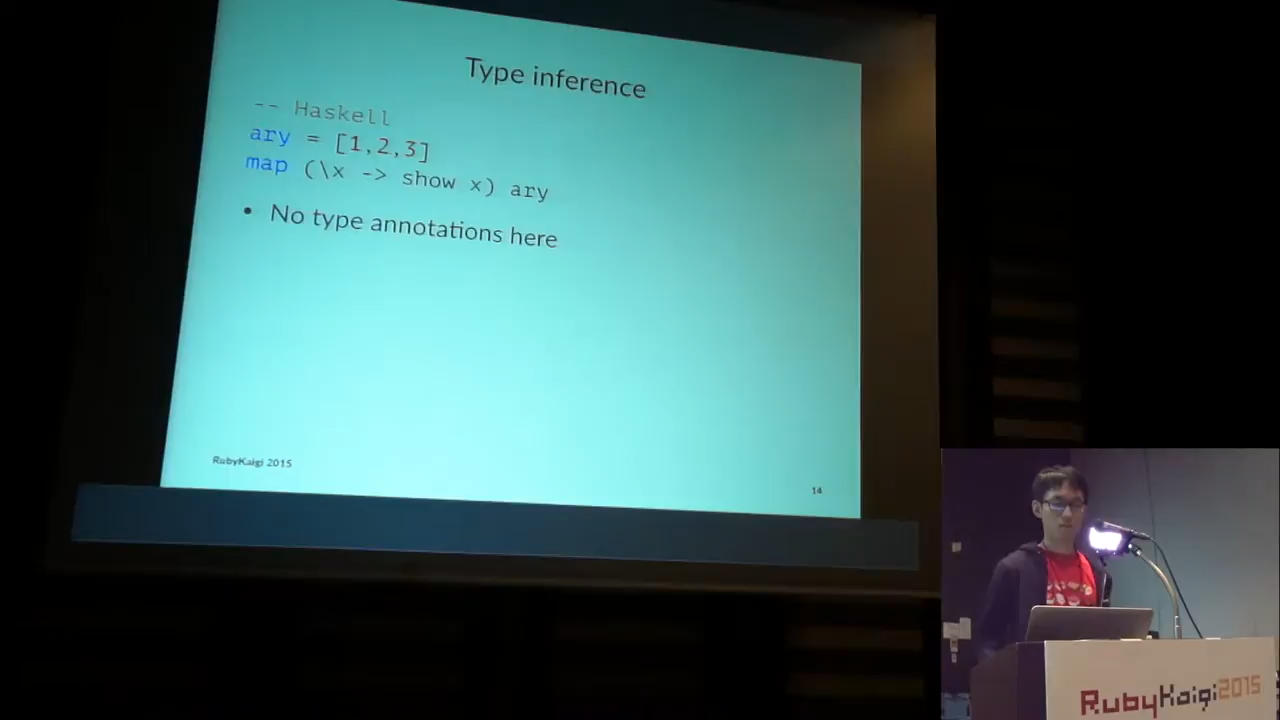 Type inference
-- Haskell
ary = [1,2,3]
map (\x -> show x) ary
• No type annotations here
RubyKaigi 2015
14
RubyKaigi2015